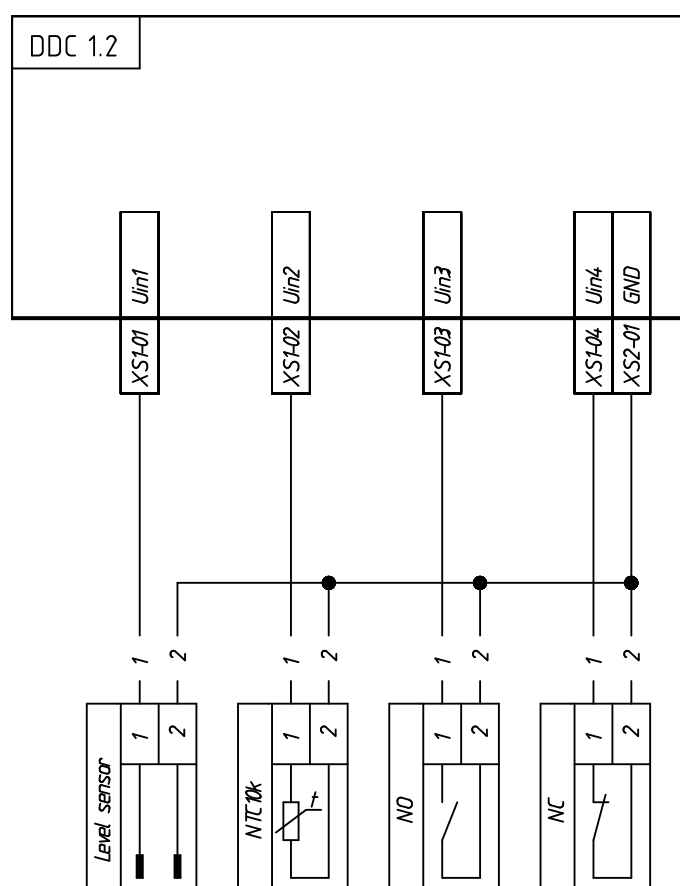 DDC 1.2
Uin1
Uin2
Uin3
Uin4
GND
XS1-01
XS1-02
XS1-03
XS1-04
XS2-01
1
2
1
2
1
2
1
2
1
2
1
2
1
2
1
2
Level sensor
NTC10k
t
NO
NC